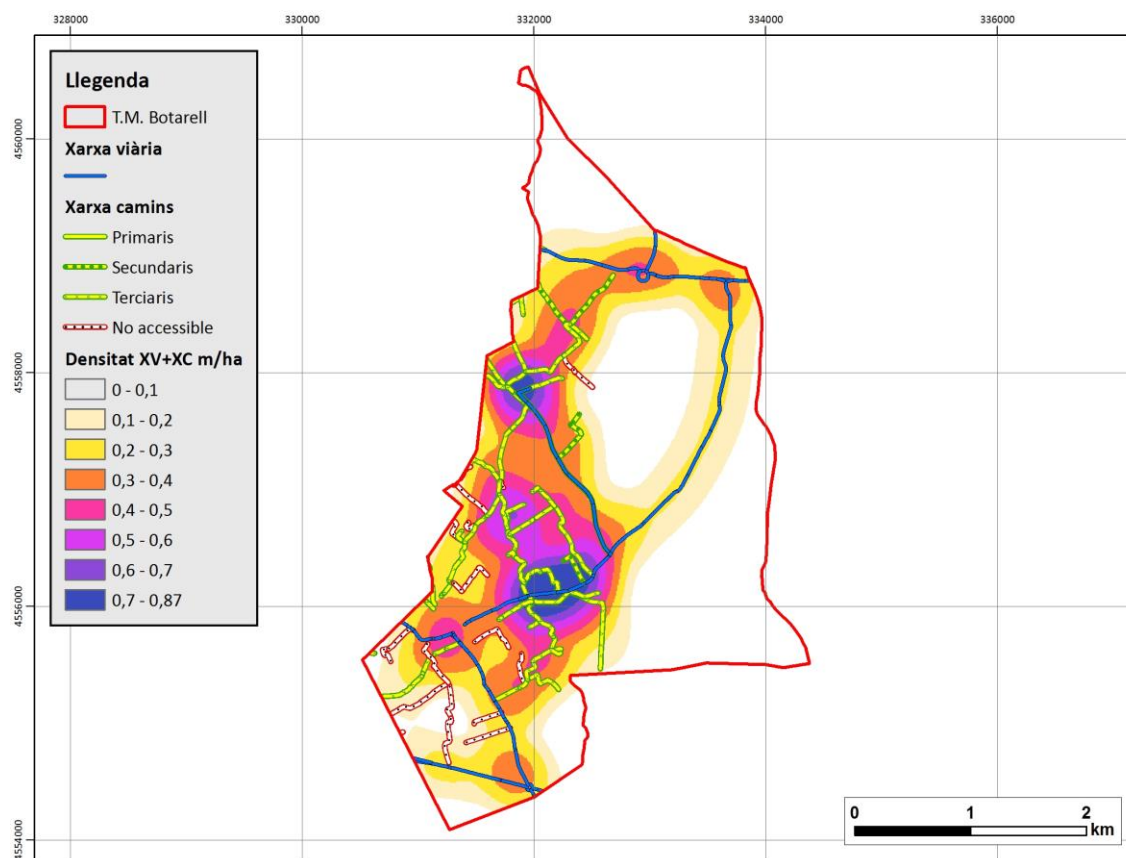 328000
330000
332000
334000
336000
4560000
4558000
4556000
4554000
Llegenda
T.M. Botarell
Xarxa viària
Xarxa camins
Primaris
Secundaris
Terciaris
No accessible
Densitat XV+XC m/ha
0 - 0,1
0,1 - 0,2
0,2 - 0,3
0,3 - 0,4
0,4 - 0,5
0,5 - 0,6
0,6 - 0,7
0,7 - 0,87
0 1 2
km